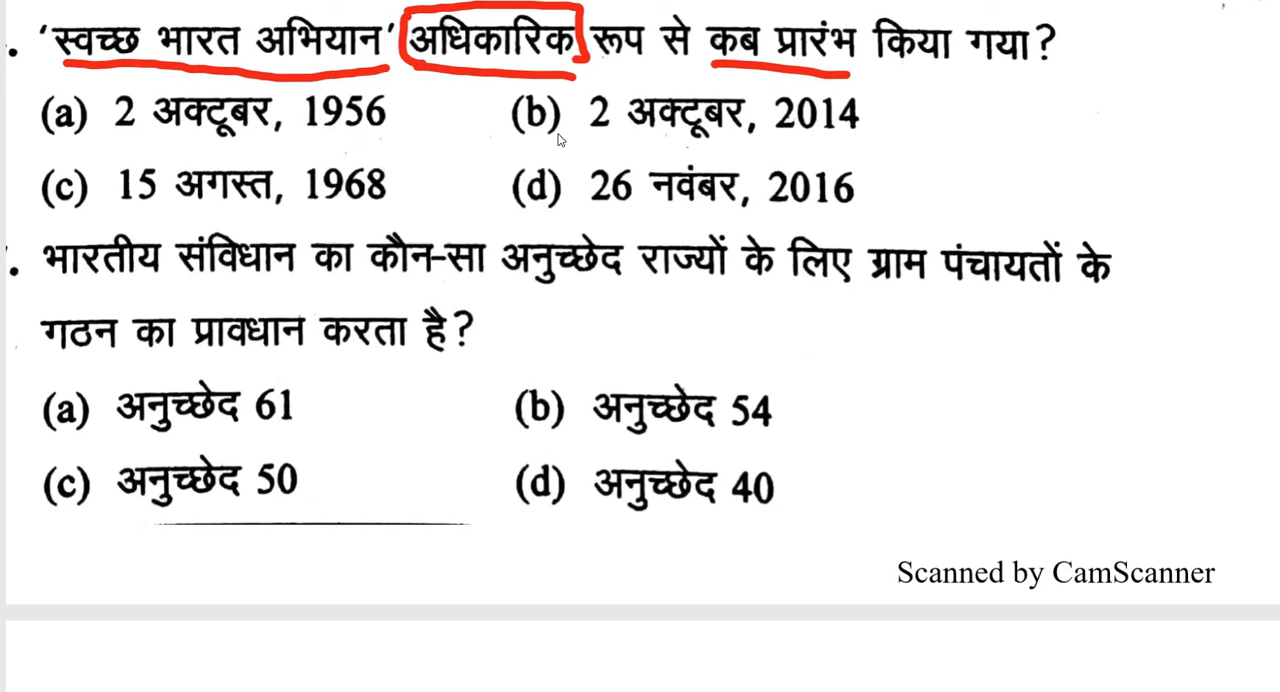 . 'स्वच्छ भारत अभियान' अधिकारिक रूप से कब प्रारंभ किया गया?
(a) 2 अक्टूबर, 1956 (b) 2 अक्टूबर, 2014
(c) 15 अगस्त, 1968 (d) 26 नवंबर, 2016
. भारतीय संविधान का कौन-सा अनुच्छेद राज्यों के लिए ग्राम पंचायतों के
गठन का प्रावधान करता है?
(a) अनुच्छेद 61 (b) अनुच्छेद 54
(c) अनुच्छेद 50 (d) अनुच्छेद 40
Scanned by CamScanner